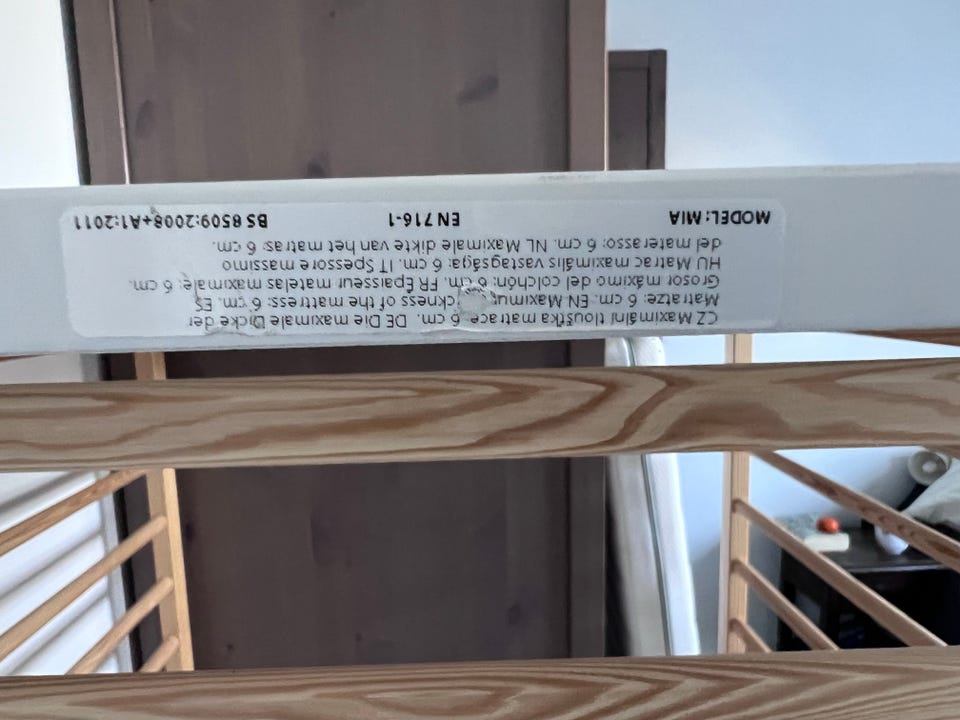 CZ Maximální tloušťka matrace 6 cm. DE Die maximale Dicke der
Matratze: 6 cm. EN Maximum of the mattress: 6 cm. ES
Grosor máximo del colchón: 6 cm. FR Épaisseur matelas maximale: 6 cm.
HU Matrac maximális vastagsága: 6 cm. IT Spessore massimo
del materasso: 6 cm. NL Maximale dikte van het matras: 6 cm.
MODEL: MIA EN 716-1 BS 8509:2008+A1:2011